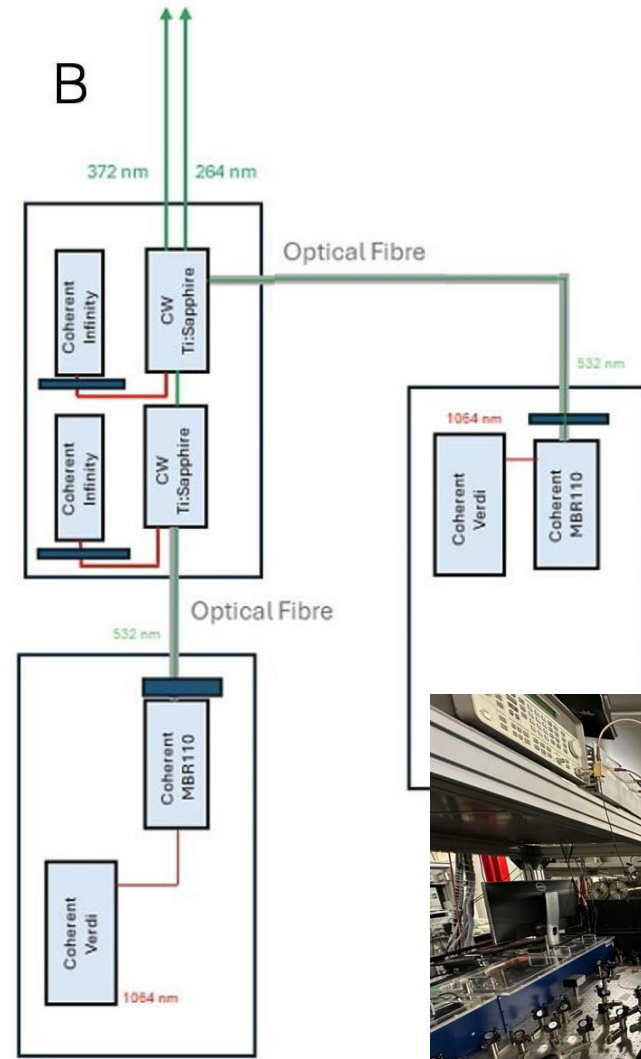 B
372 nm
264 nm
Optical Fibre
Coherent
Infinity
CW
Ti:Sapphire
532 nm
Coherent
Infinity
CW
Ti:Sapphire
1064 nm
Coherent
Verdi
Coherent
MBR110
Optical Fibre
532 nm
Coherent
MBR110
Coherent
Verdi
1064 nm